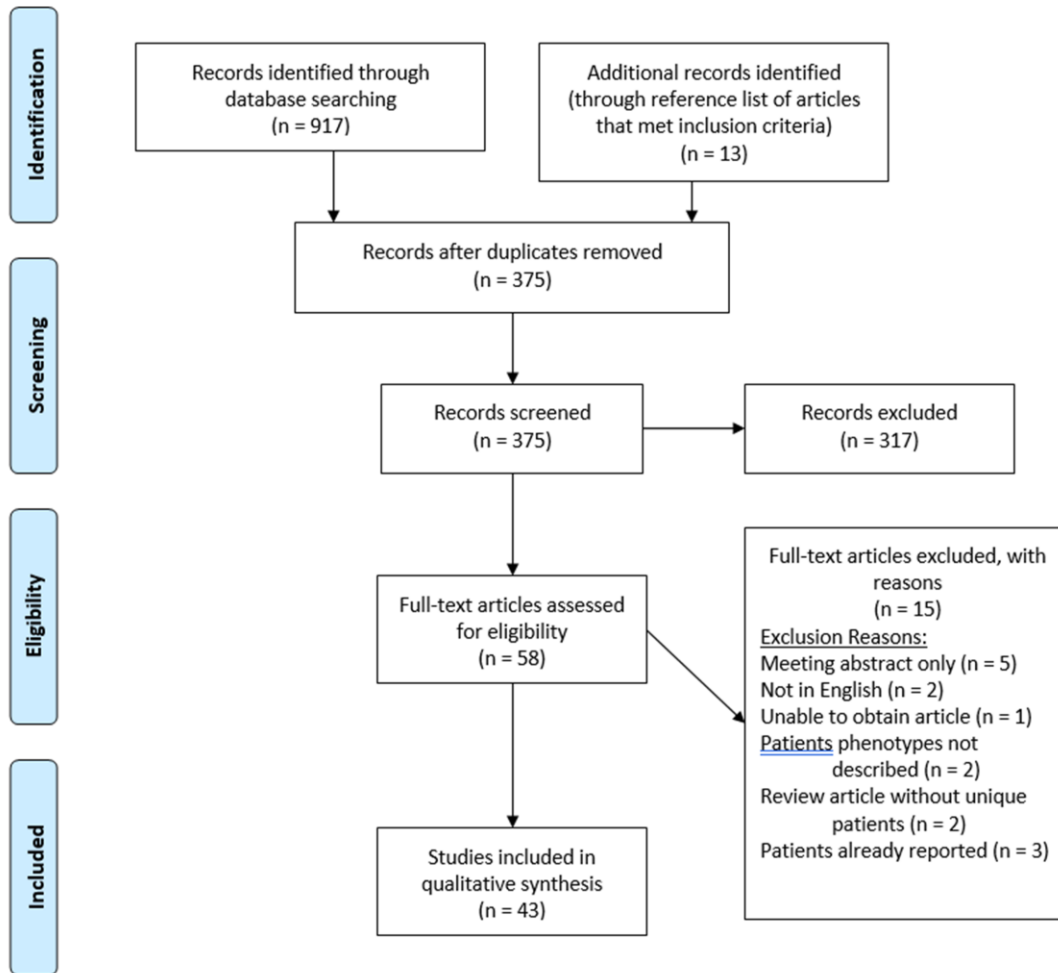 Identification
Records identified through
database searching
(n = 917)
Additional records identified
(through reference list of articles
that met inclusion criteria)
(n = 13)
Records after duplicates removed
(n = 375)
Screening
Records screened
(n = 375)
Records excluded
(n = 317)
Eligibility
Full-text articles assessed
for eligibility
(n = 58)
Full-text articles excluded, with
reasons
(n = 15)
Exclusion Reasons:
Meeting abstract only (n = 5)
Not in English (n = 2)
Unable to obtain article (n = 1)
Patients phenotypes not
described (n = 2)
Review article without unique
patients (n = 2)
Patients already reported (n = 3)
Included
Studies included in
qualitative synthesis
(n = 43)